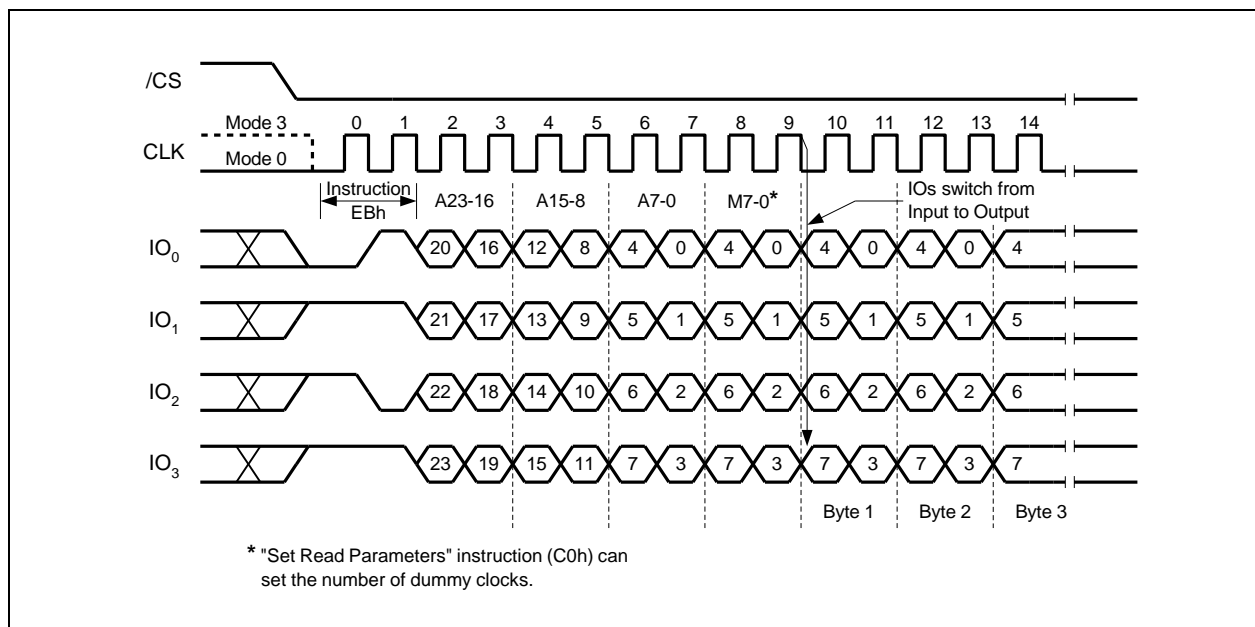 /CS
Mode 3 0 1 2 3 4 5 6 7 8 9 10 11 12 13 14
CLK Mode 0
Instruction A23-16 A15-8 A7-0 M7-0* IOs switch from
EBh Input to Output
IO0 20 16 12 8 4 0 4 0 4 0 4 0 4
IO1 21 17 13 9 5 1 5 1 5 1 5 1 5
IO2 22 18 14 10 6 2 6 2 6 2 6 2 6
IO3 23 19 15 11 7 3 7 3 7 3 7 3 7
Byte 1 Byte 2 Byte 3
* "Set Read Parameters" instruction (C0h) can
set the number of dummy clocks.